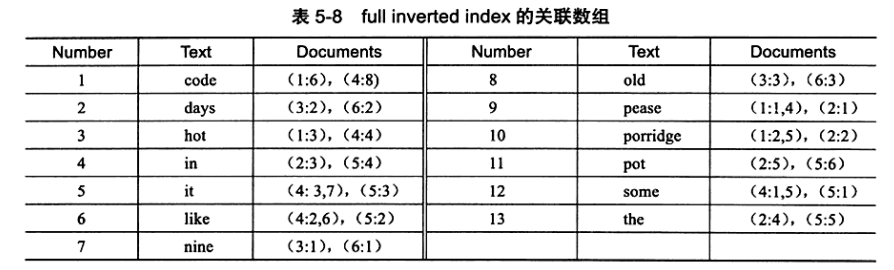 表 5-8 full inverted index 的关联数组
Number Text Documents Number Text Documents
1 code （1:6），（4:8) 8 old （3:3），（6:3）
2 days （3:2），（6:2） 9 pease （1:1,4），（2:1）
3 hot （1:3），（4:4） 10 porridge （1:2,5），（2:2）
4 in （2:3），（5:4） 11 pot （2:5），（5:6）
5 it （4: 3,7），（5:3） 12 some （4:1,5），（5:1）
6 like （4:2,6），（5:2） 13 the （2:4），（5:5）
7 nine （3:1），（6:1）